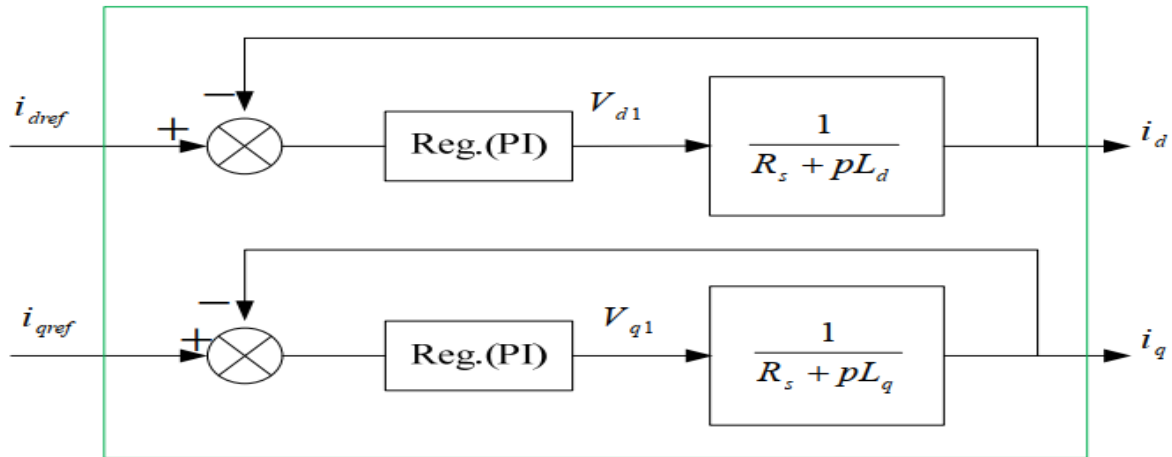 −
i_dref
+
Reg.(PI)
V_d1
1
R_s + pL_d
i_d
−
i_qref
+
Reg.(PI)
V_q1
1
R_s + pL_q
i_q